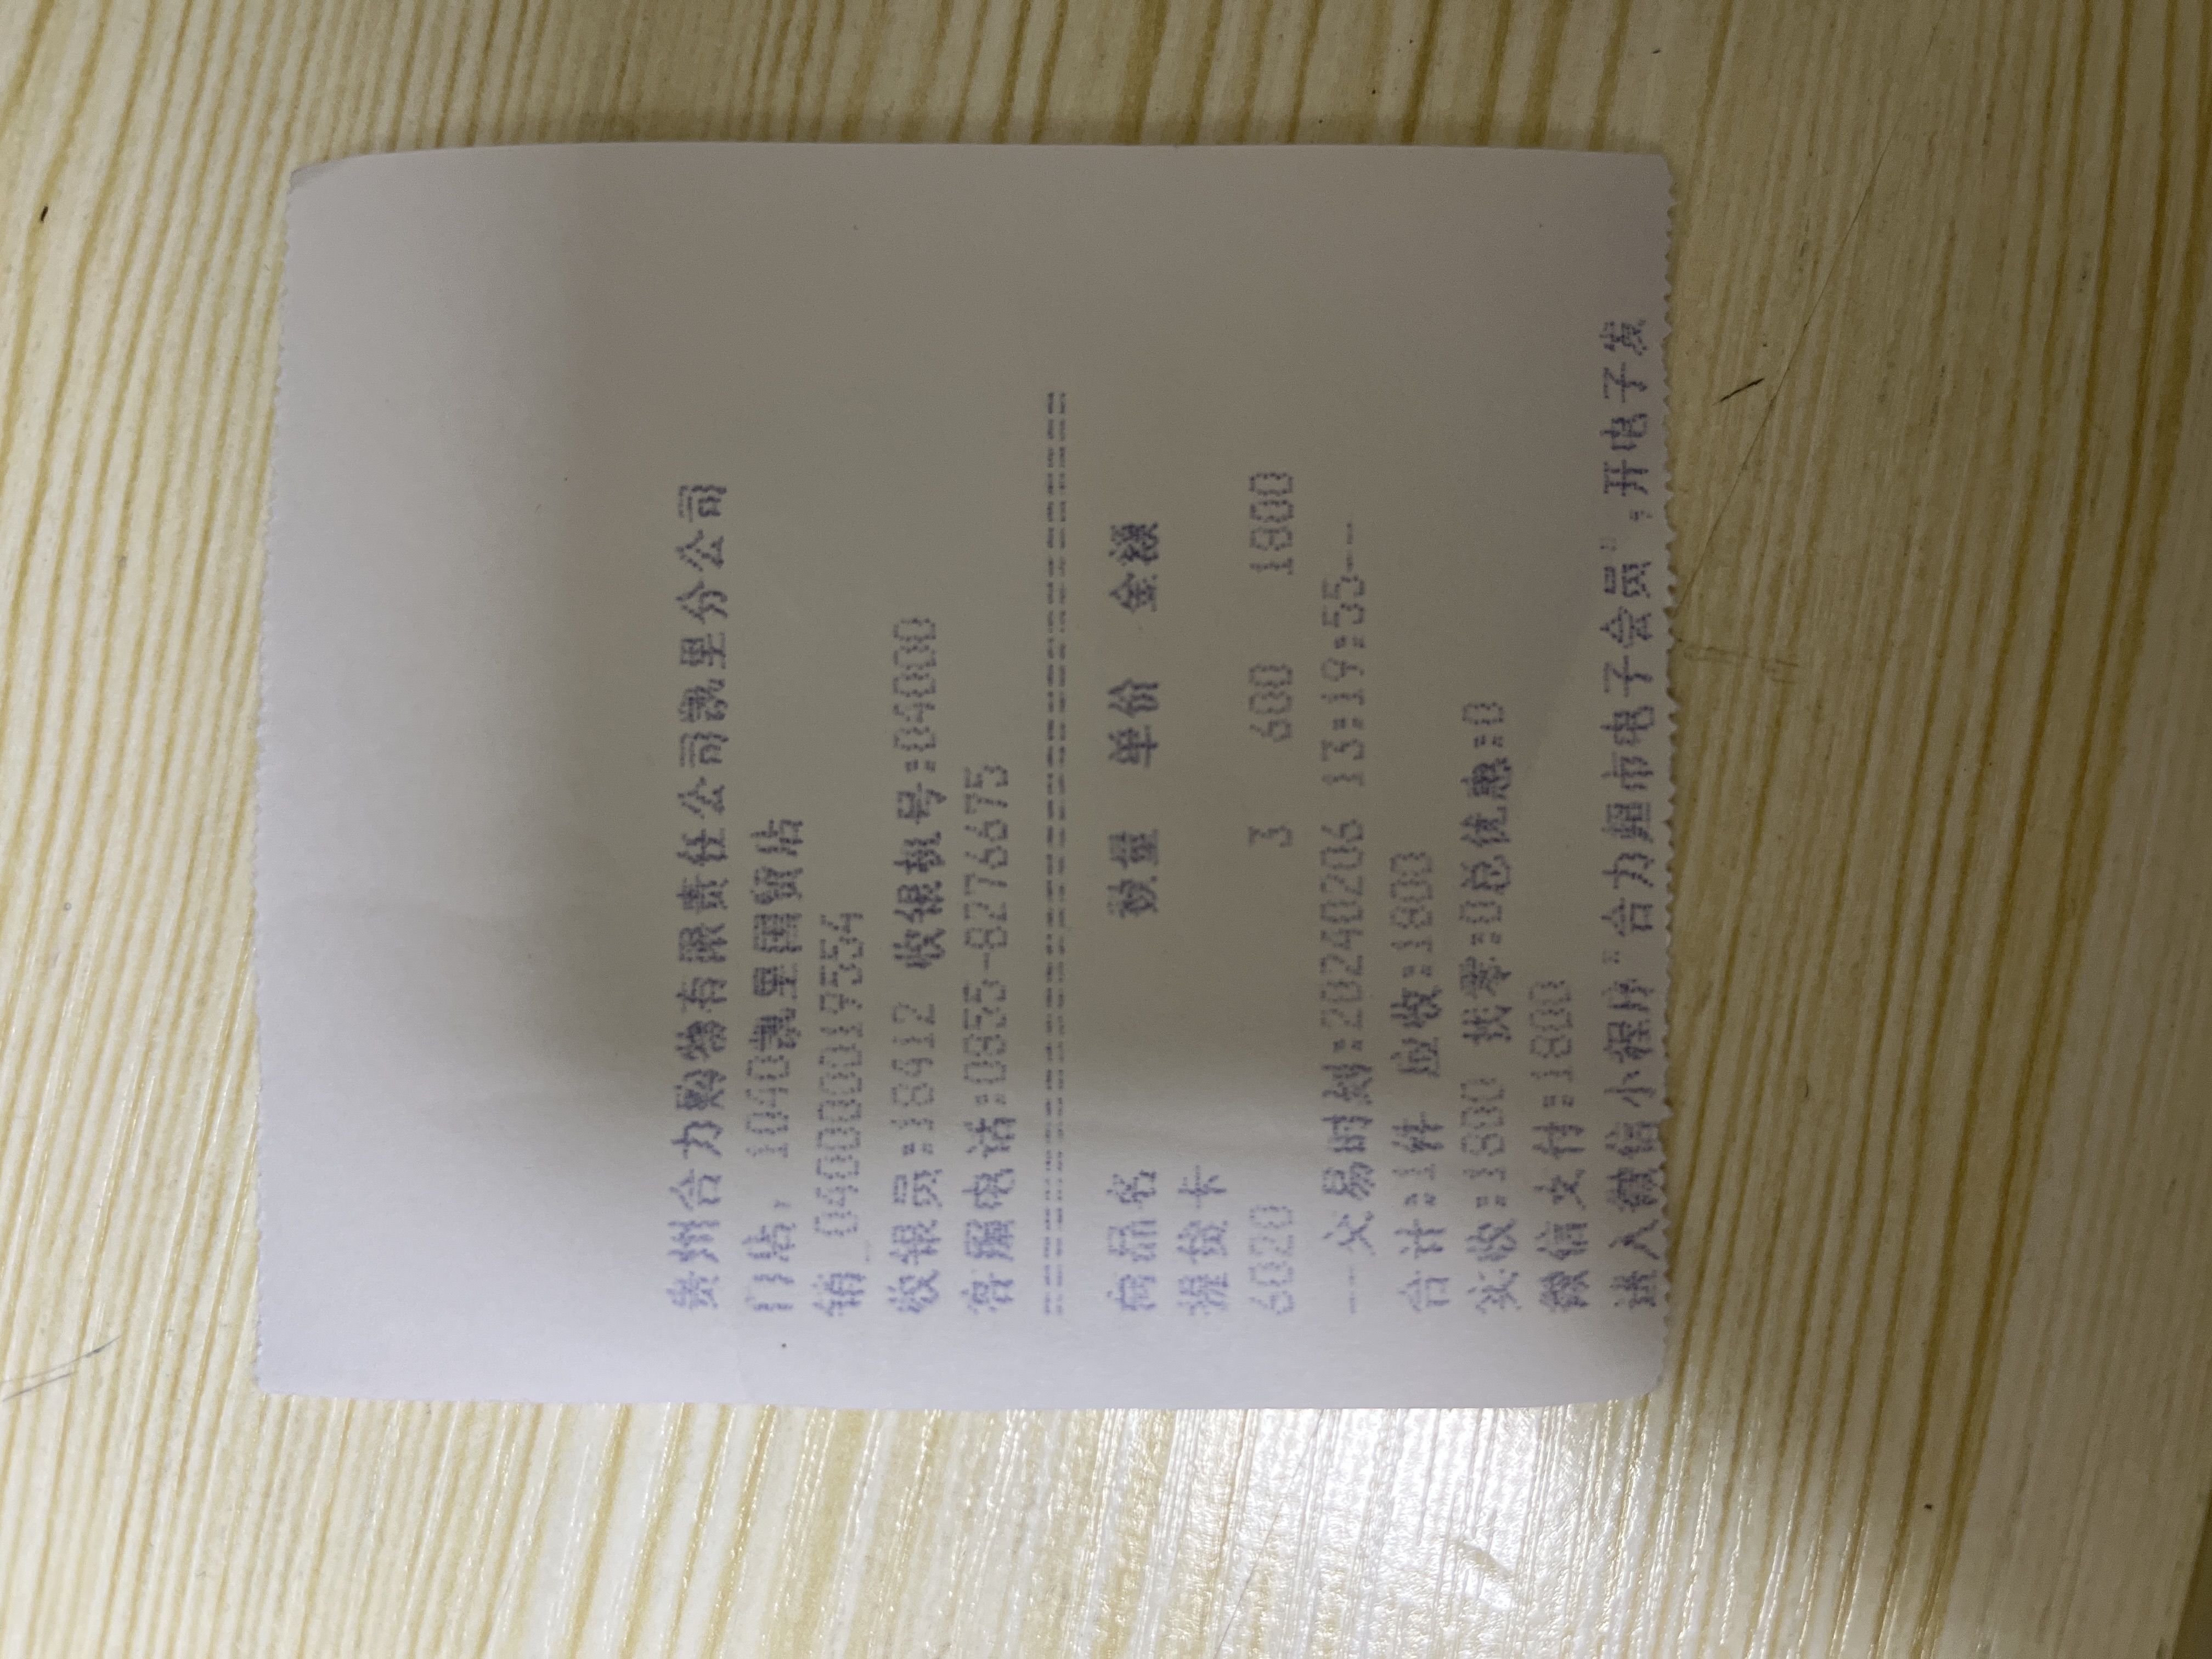 贵州合力购物有限责任公司凯里分公司
门店: 1040凯里国贸店
销 040000019554
收银员:18412 收银机号:04000
客服电话:0855-8276675
==========================================
商品名 数量 单价 金额
提货卡
6020 3 600 1800
---交易时刻:20240206 13:19:55---
合计:1件 应收:1800
实收:1800 找零:0总优惠:0
微信支付:1800
进入微信小程序"合力超市电子会员",开电子发